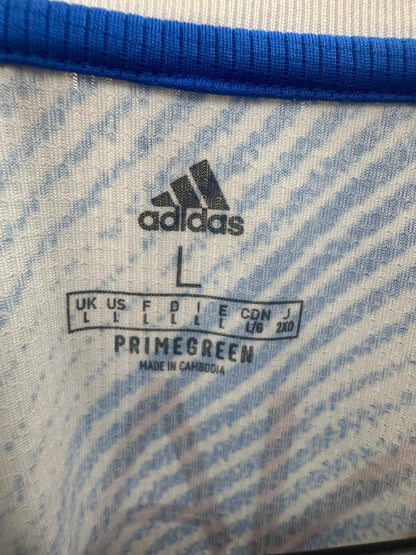 adidas
L
UK US F D I E CDN J
L L L L L L L/G 2XO
PRIMEGREEN
MADE IN CAMBODIA